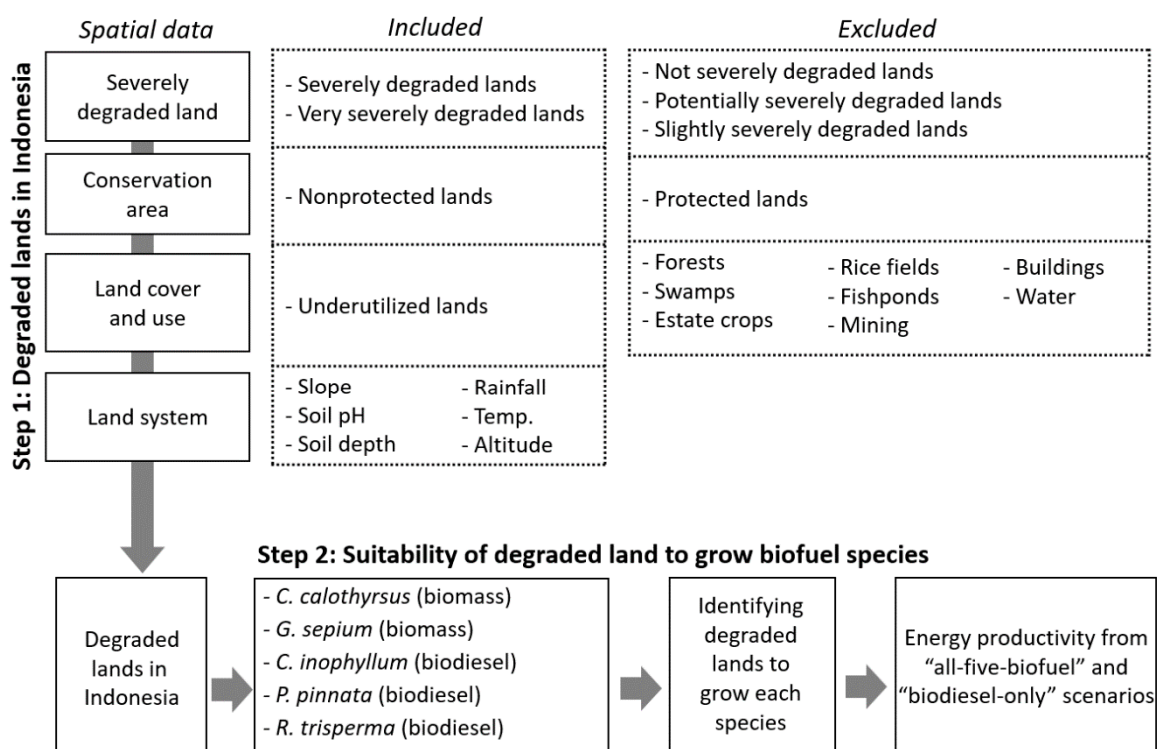 Spatial data
Included
Excluded
Step 1: Degraded lands in Indonesia
Severely
degraded land
- Severely degraded lands
- Very severely degraded lands
- Not severely degraded lands
- Potentially severely degraded lands
- Slightly severely degraded lands
Conservation
area
- Nonprotected lands
- Protected lands
Land cover
and use
- Underutilized lands
- Forests
- Swamps
- Estate crops
- Rice fields
- Fishponds
- Mining
- Buildings
- Water
Land system
- Slope
- Soil pH
- Soil depth
- Rainfall
- Temp.
- Altitude
Step 2: Suitability of degraded land to grow biofuel species
Degraded
lands in
Indonesia
- C. calothyrsus (biomass)
- G. sepium (biomass)
- C. inophyllum (biodiesel)
- P. pinnata (biodiesel)
- R. trisperma (biodiesel)
Identifying
degraded
lands to
grow each
species
Energy productivity from
“all-five-biofuel” and
“biodiesel-only” scenarios